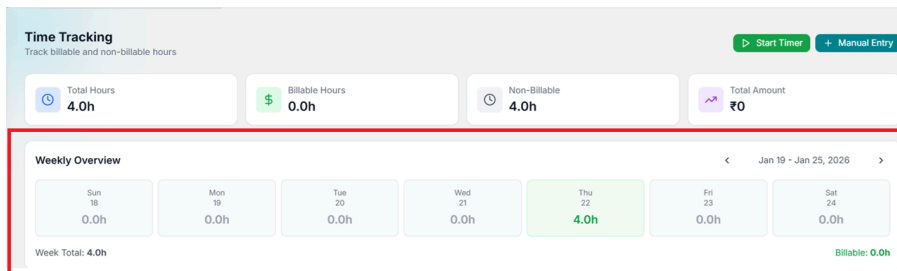 Time Tracking
Track billable and non-billable hours
Start Timer
+ Manual Entry
Total Hours
4.0h
$
Billable Hours
0.0h
Non-Billable
4.0h
Total Amount
₹0
Weekly Overview
< Jan 19 - Jan 25, 2026 >
Sun
18
0.0h
Mon
19
0.0h
Tue
20
0.0h
Wed
21
0.0h
Thu
22
4.0h
Fri
23
0.0h
Sat
24
0.0h
Week Total: 4.0h
Billable: 0.0h